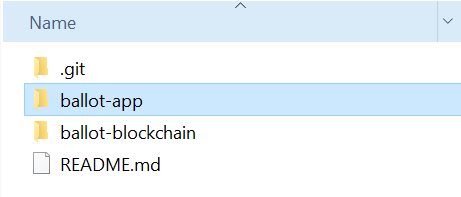 Name
.git
ballot-app
ballot-blockchain
README.md